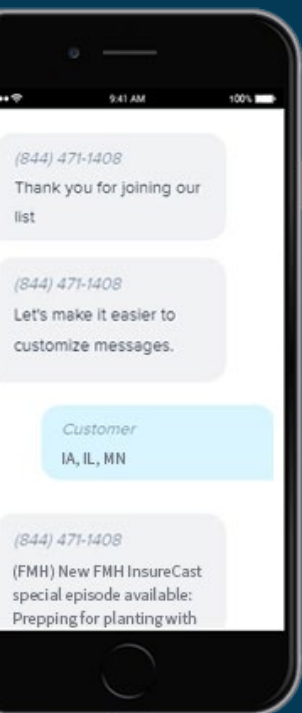 9:41 AM
100%
(844) 471-1408
Thank you for joining our
list
(844) 471-1408
Let's make it easier to
customize messages.
Customer
IA, IL, MN
(844) 471-1408
(FMH) New FMH InsureCast
special episode available:
Prepping for planting with